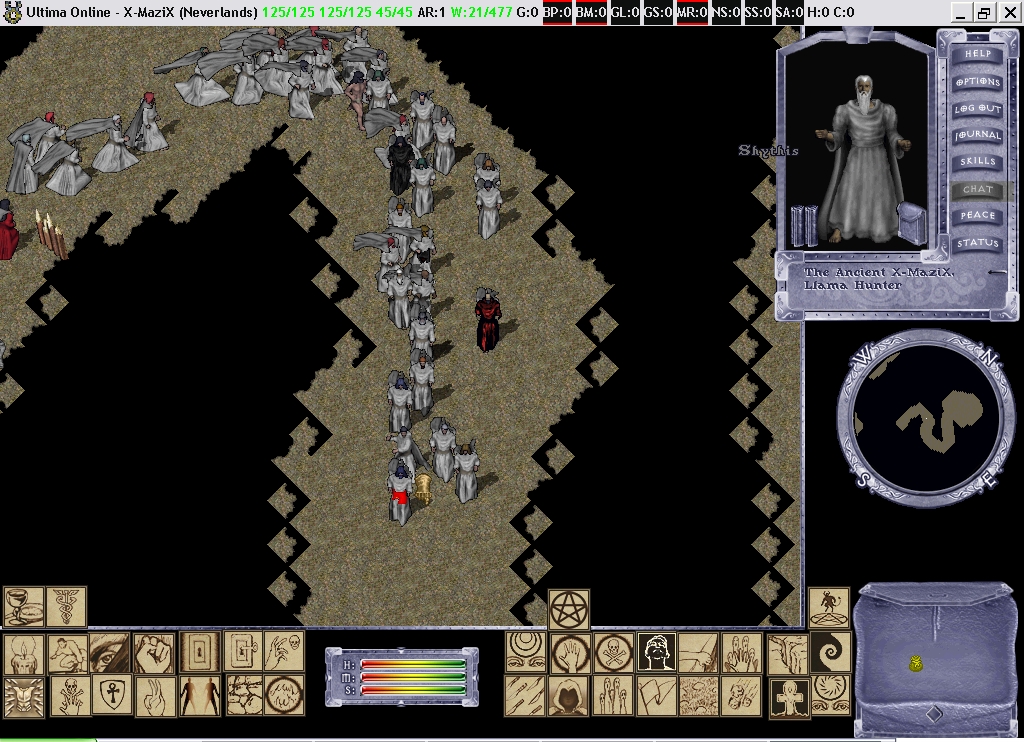 Ultima Online - X-MaziX (Neverlands) 125/125 125/125 45/45 AR:1 W:21/477 G:0 BP:0 BM:0 GL:0 GS:0 MR:0 NS:0 SS:0 SA:0 H:0 C:0
HELP
OPTIONS
LOG OUT
JOURNAL
SKILLS
CHAT
PEACE
STATUS
Shythis
The Ancient X-MaziX,
Llama Hunter
W
N
S
E
H:
M:
S: